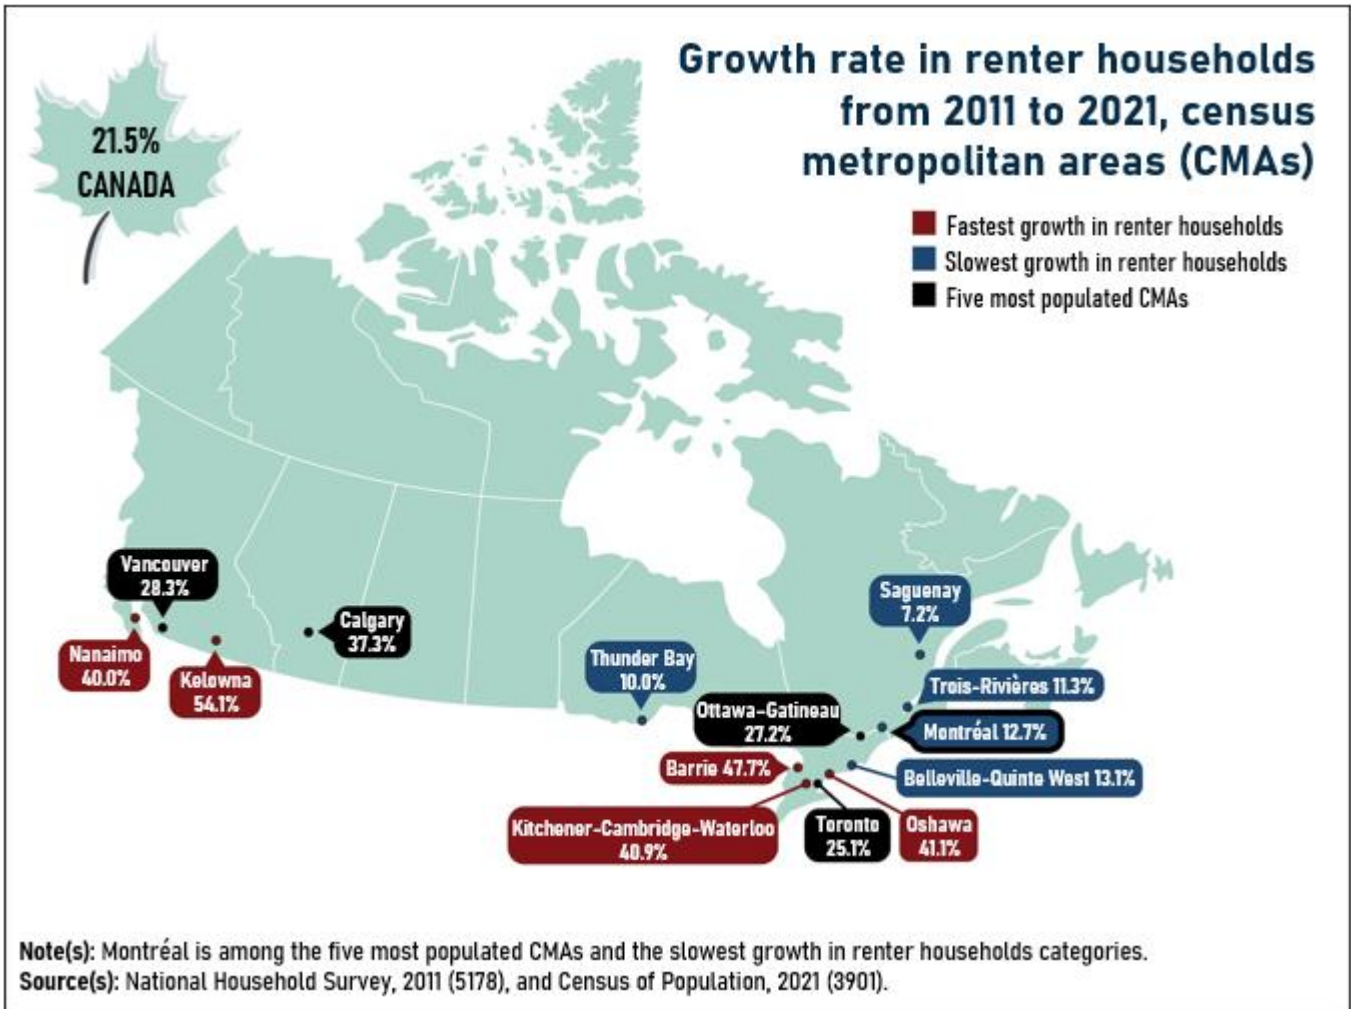 Growth rate in renter households
from 2011 to 2021, census
metropolitan areas (CMAs)
21.5%
CANADA
Fastest growth in renter households
Slowest growth in renter households
Five most populated CMAs
Vancouver
28.3%
Nanaimo
40.0%
Kelowna
54.1%
Calgary
37.3%
Thunder Bay
10.0%
Saguenay
7.2%
Trois-Rivières 11.3%
Ottawa-Gatineau
27.2%
Montréal 12.7%
Barrie 47.7%
Belleville-Quinte West 13.1%
Kitchener-Cambridge-Waterloo
40.9%
Toronto
25.1%
Oshawa
41.1%
Note(s): Montréal is among the five most populated CMAs and the slowest growth in renter households categories.
Source(s): National Household Survey, 2011 (5178), and Census of Population, 2021 (3901).